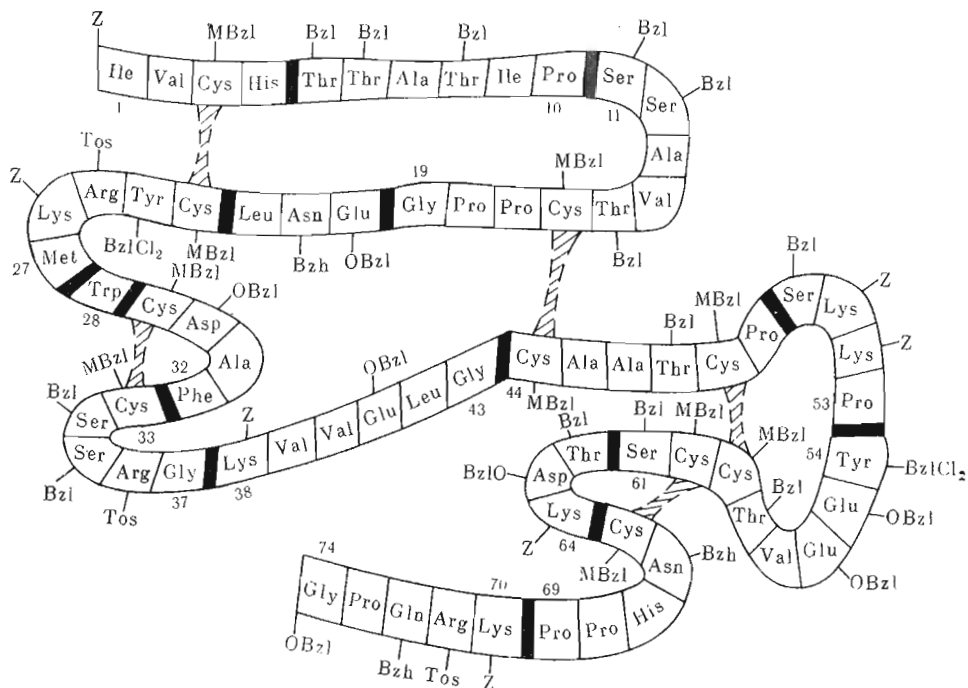 Z MBzl Bzl Bzl Bzl Bzl
Ile Val Cys His Thr Thr Ala Thr Ile Pro Ser Ser Bzl
1 10 11
Ala
Tos 19 MBzl
Z Lys Arg Tyr Cys Leu Asn Glu Gly Pro Pro Cys Thr Val
BzlCl₂ MBzl Bzh OBzl Bzl
27 Met Trp Cys MBzl Asp OBzl
28
Ala
MBzl 32 Phe
Bzl Ser Cys 33
Ser Arg Gly Lys Val Val Glu Leu Gly Cys Ala Ala Thr Cys Pro Ser Lys Lys Pro
Bzl Tos 37 Z 38 OBzl 43 44 MBzl Bzl MBzl Bzl Z Z 53
54 Tyr BzlCl₂
Glu OBzl
Glu OBzl
Val
Thr Bzl
Bzl Bzl MBzl MBzl
BzlO Asp Thr Ser Cys Cys
61
Lys Cys
Z 64 MBzl Asn Bzh
74 70 69
Gly Pro Gln Arg Lys Pro Pro His
OBzl Bzh Tos Z